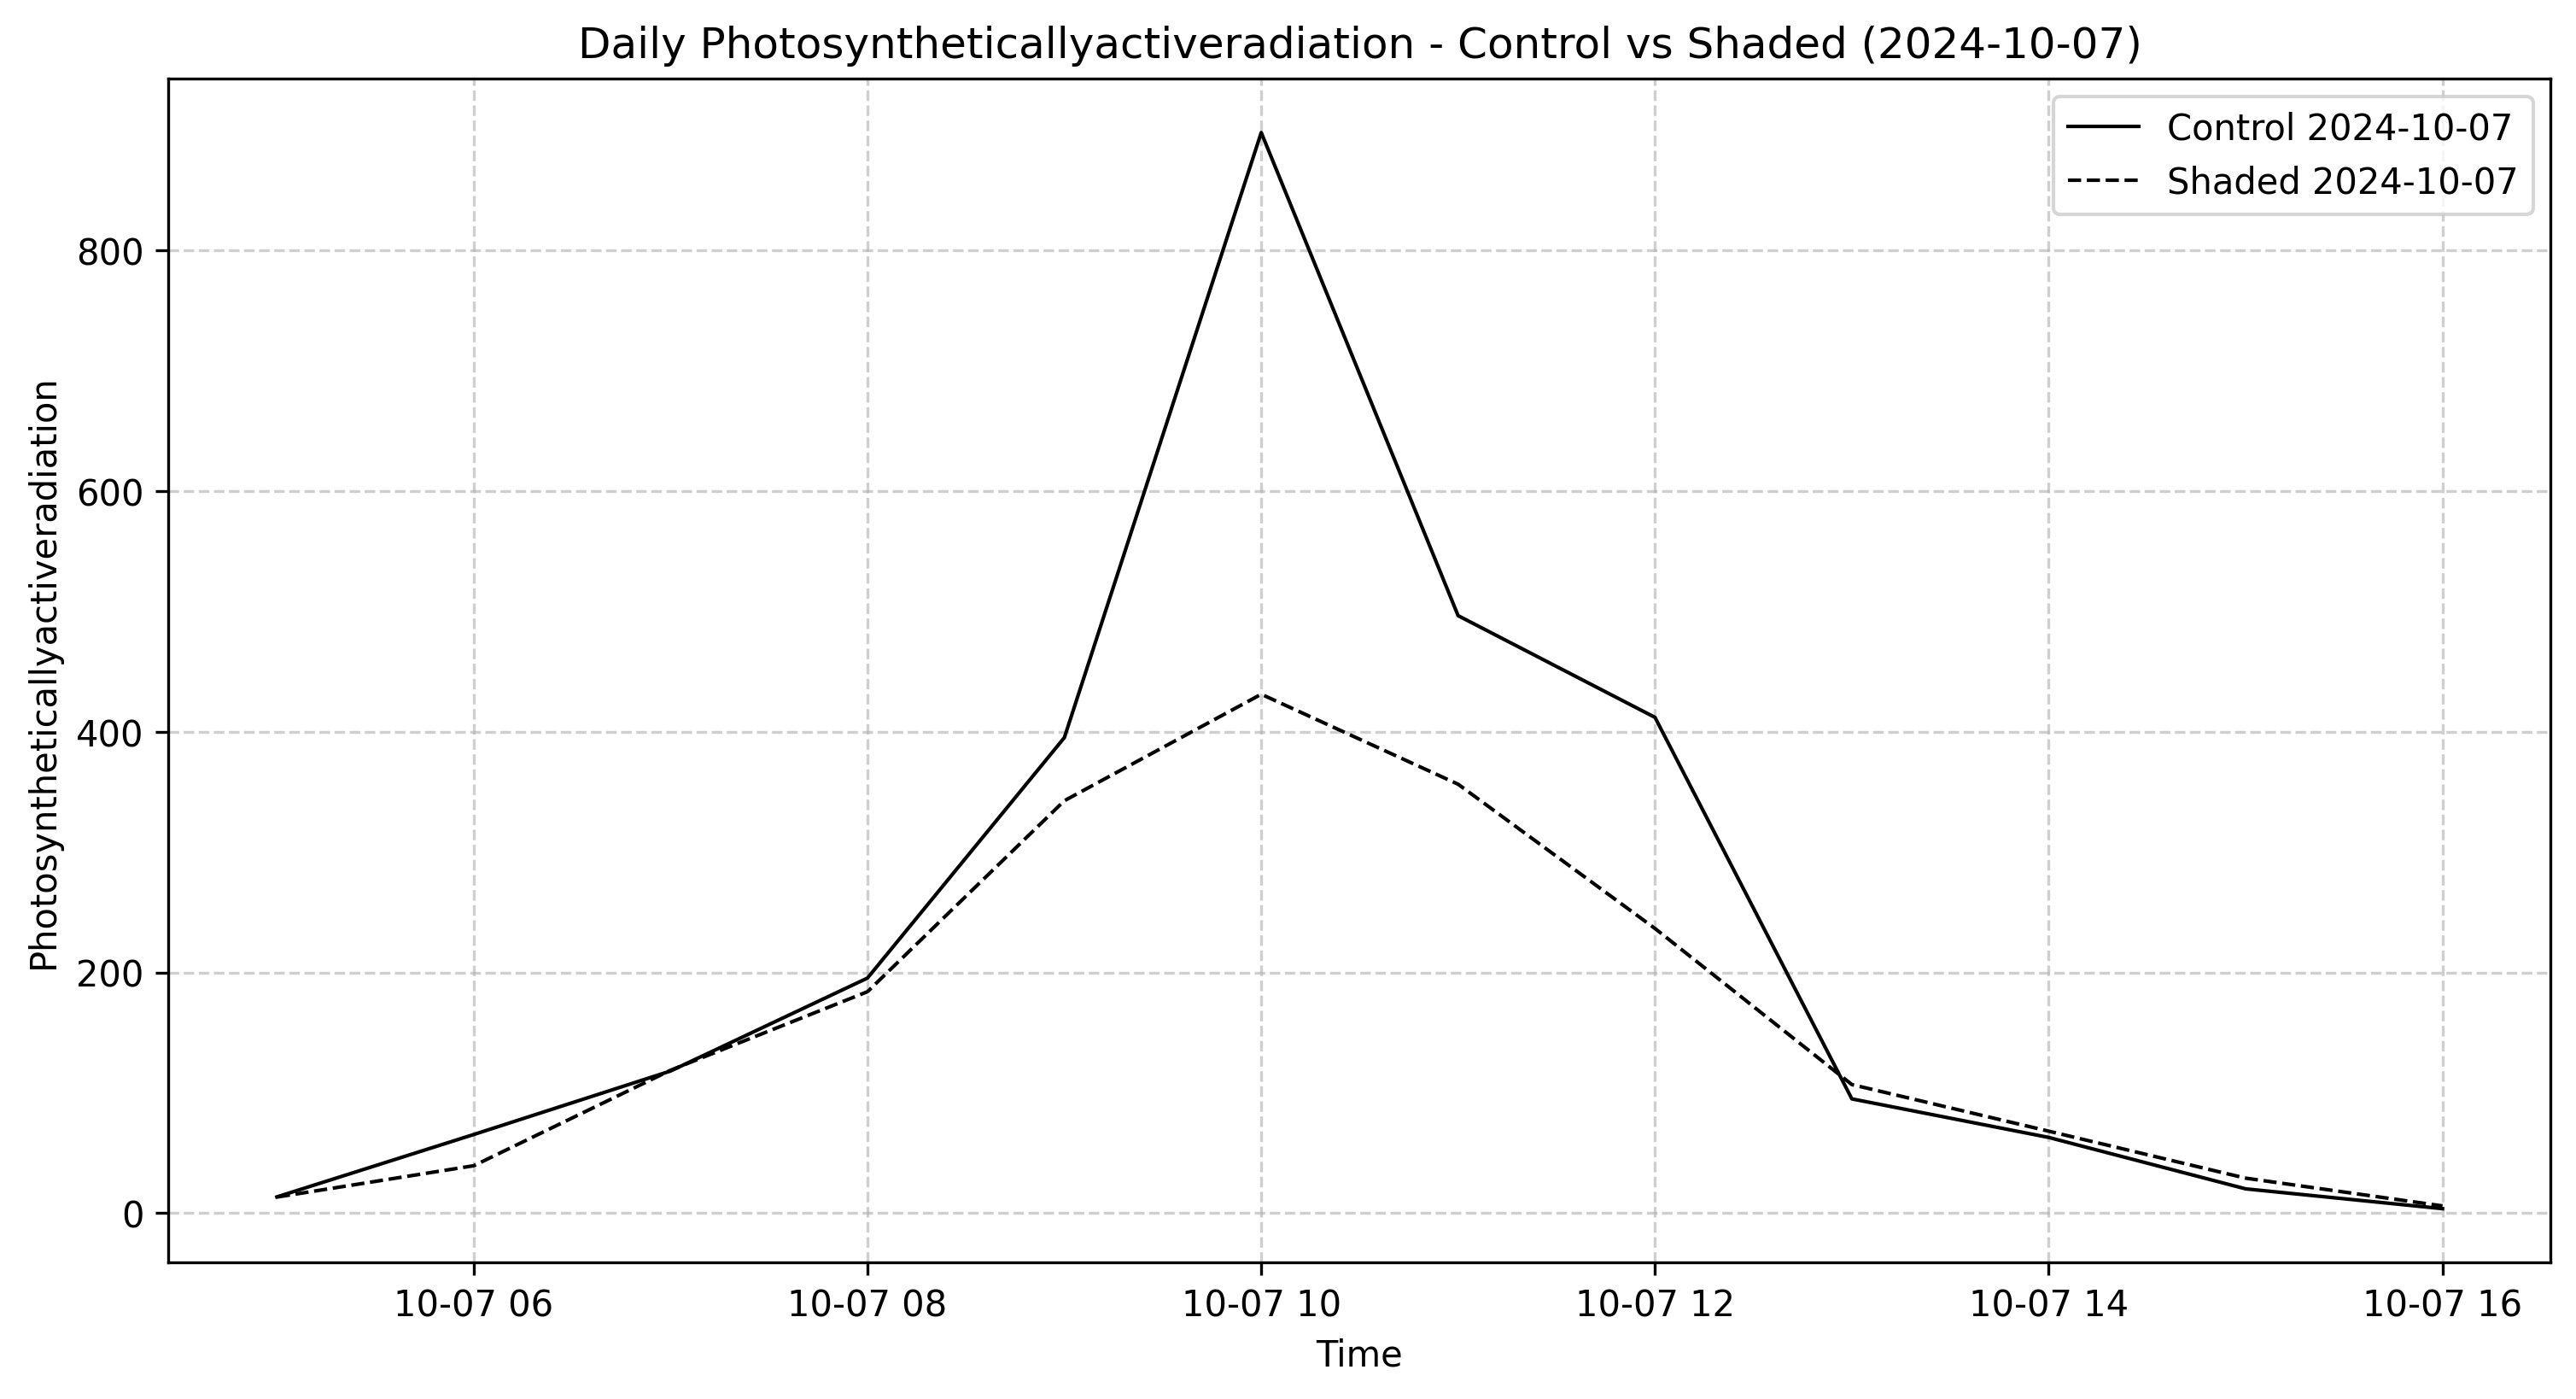 Daily Photosyntheticallyactiveradiation - Control vs Shaded (2024-10-07)
Control 2024-10-07
Shaded 2024-10-07
Photosyntheticallyactiveradiation
800
600
400
200
0
10-07 06
10-07 08
10-07 10
10-07 12
10-07 14
10-07 16
Time